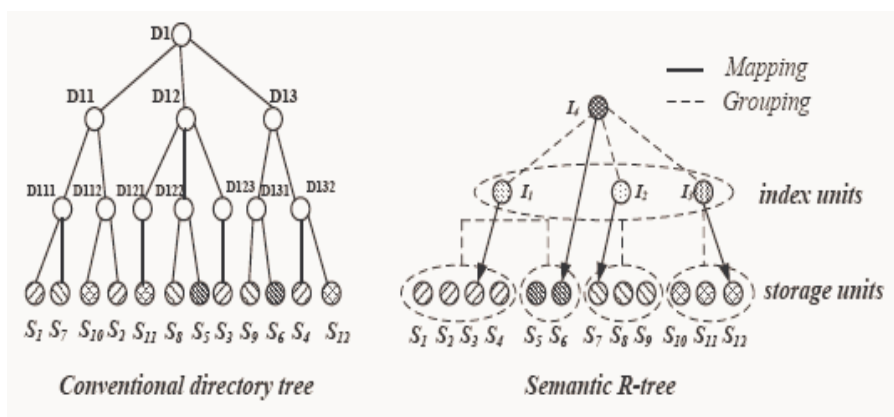 D1
D11 D12 D13
D111 D112 D121 D122 D123 D131 D132
S1 S7 S10 S2 S11 S8 S5 S3 S9 S6 S4 S12
Conventional directory tree
Mapping
Grouping
I4
I1 I2 I3
index units
storage units
S1 S2 S3 S4 S5 S6 S7 S8 S9 S10 S11 S12
Semantic R-tree